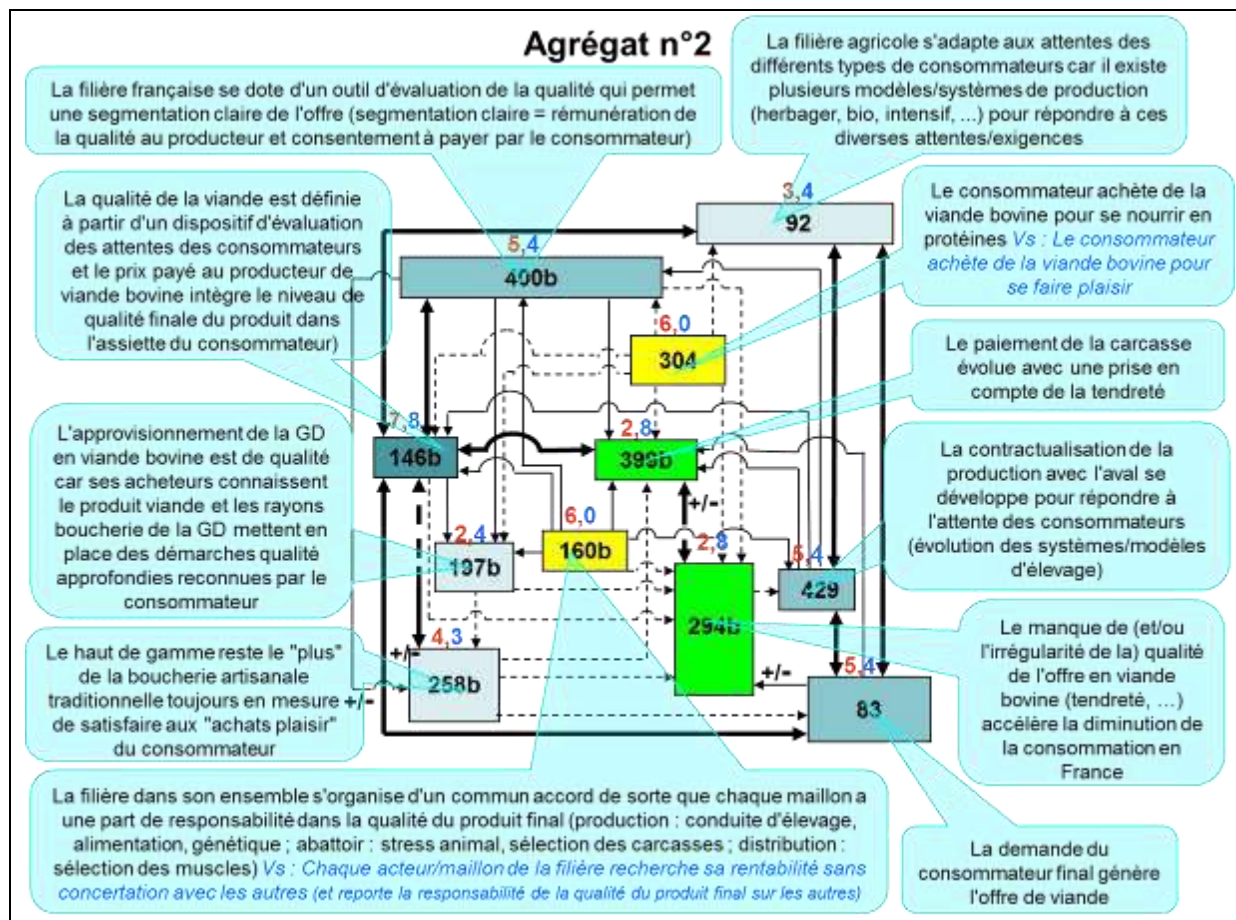 Agrégat n°2
La filière française se dote d'un outil d'évaluation de la qualité qui permet
une segmentation claire de l'offre (segmentation claire = rémunération de
la qualité au producteur et consentement à payer par le consommateur)
La filière agricole s'adapte aux attentes des
différents types de consommateurs car il existe
plusieurs modèles/systèmes de production
(herbager, bio, intensif, ...) pour répondre à ces
diverses attentes/exigences
La qualité de la viande est définie
à partir d'un dispositif d'évaluation
des attentes des consommateurs
et le prix payé au producteur de
viande bovine intègre le niveau de
qualité finale du produit dans
l'assiette du consommateur)
Le consommateur achète de la
viande bovine pour se nourrir en
protéines Vs : Le consommateur
achète de la viande bovine pour
se faire plaisir
3,4
92
5,4
400b
6,0
304
Le paiement de la carcasse
évolue avec une prise en
compte de la tendreté
L'approvisionnement de la GD
en viande bovine est de qualité
car ses acheteurs connaissent
le produit viande et les rayons
boucherie de la GD mettent en
place des démarches qualité
approfondies reconnues par le
consommateur
7,8
146b
2,8
399b
La contractualisation de la
production avec l'aval se
développe pour répondre à
l'attente des consommateurs
(évolution des systèmes/modèles
d'élevage)
+/-
2,4
197b
6,0
160b
2,8
294b
5,4
429
Le haut de gamme reste le "plus"
de la boucherie artisanale
traditionnelle toujours en mesure
de satisfaire aux "achats plaisir"
du consommateur
+/-
4,3
+/-
258b
+/-
5,4
83
Le manque de (et/ou
l'irrégularité de la) qualité
de l'offre en viande
bovine (tendreté, ...)
accélère la diminution de
la consommation en
France
La filière dans son ensemble s'organise d'un commun accord de sorte que chaque maillon a
une part de responsabilité dans la qualité du produit final (production : conduite d'élevage,
alimentation, génétique ; abattoir : stress animal, sélection des carcasses ; distribution :
sélection des muscles) Vs : Chaque acteur/maillon de la filière recherche sa rentabilité sans
concertation avec les autres (et reporte la responsabilité de la qualité du produit final sur les autres)
La demande du
consommateur final génère
l'offre de viande